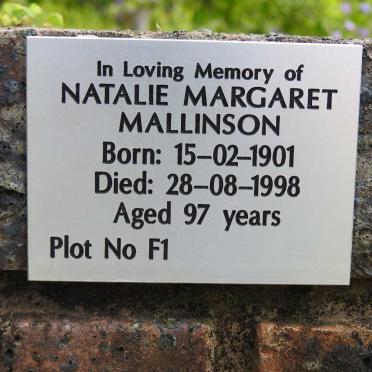 In Loving Memory of
NATALIE MARGARET
MALLINSON
Born: 15–02–1901
Died: 28–08–1998
Aged 97 years
Plot No F1